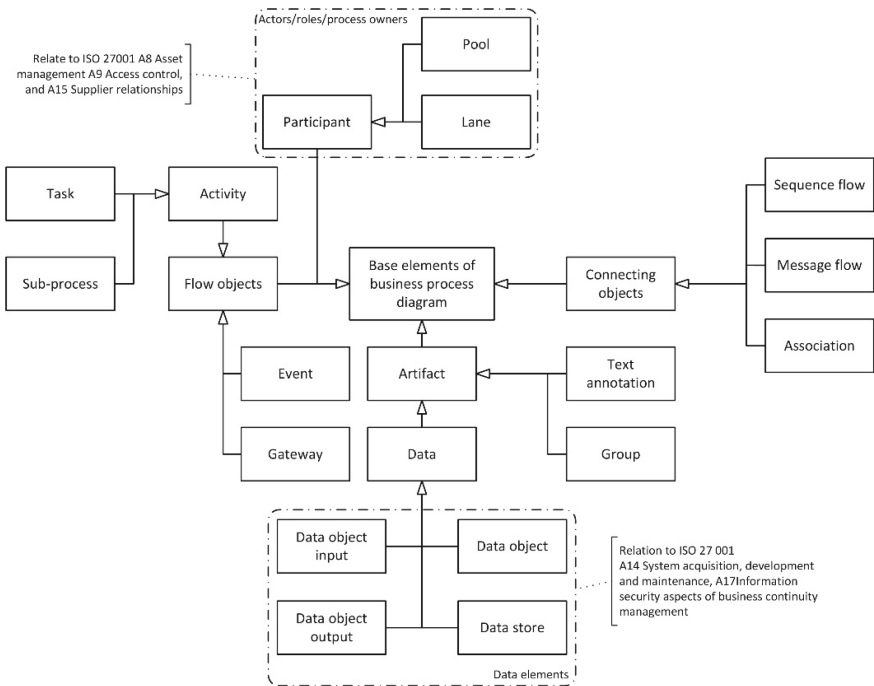 Actors/roles/process owners
Pool
Relate to ISO 27001 A8 Asset
management A9 Access control,
and A15 Supplier relationships
Participant
Lane
Task
Activity
Sequence flow
Sub-process
Flow objects
Base elements of
business process
diagram
Connecting
objects
Message flow
Event
Artifact
Text
annotation
Association
Gateway
Data
Group
Data object
input
Data object
Relation to ISO 27 001
A14 System acquisition, development
and maintenance, A17Information
security aspects of business continuity
management
Data object
output
Data store
Data elements